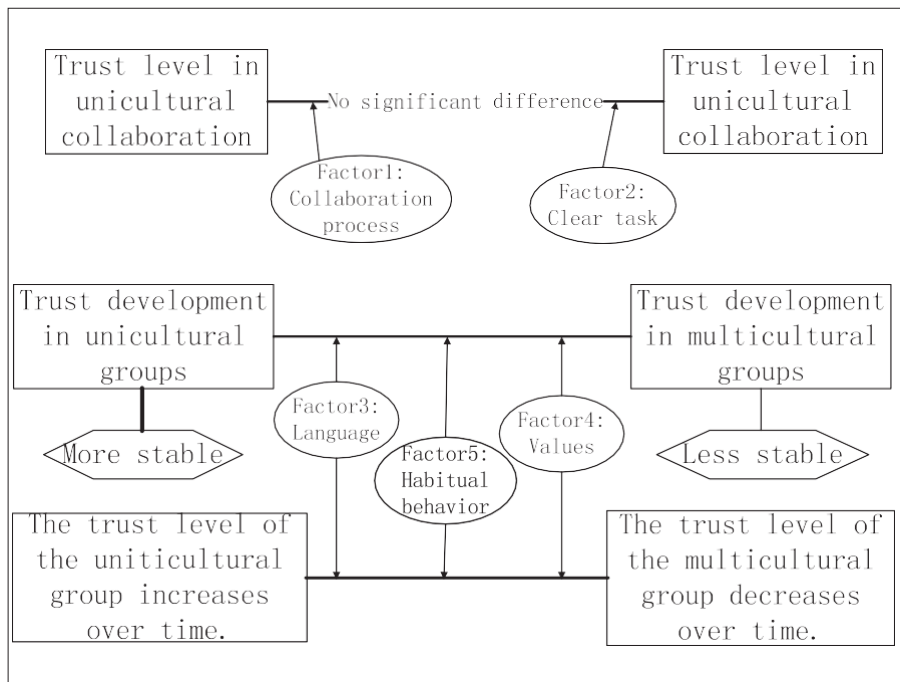 Trust level in
unicultural
collaboration
No significant difference
Trust level in
unicultural
collaboration
Factor1:
Collaboration
process
Factor2:
Clear task
Trust development
in unicultural
groups
Trust development
in multicultural
groups
Factor3:
Language
Factor5:
Habitual
behavior
Factor4:
Values
More stable
Less stable
The trust level of
the uniticultural
group increases
over time.
The trust level of
the multicultural
group decreases
over time.